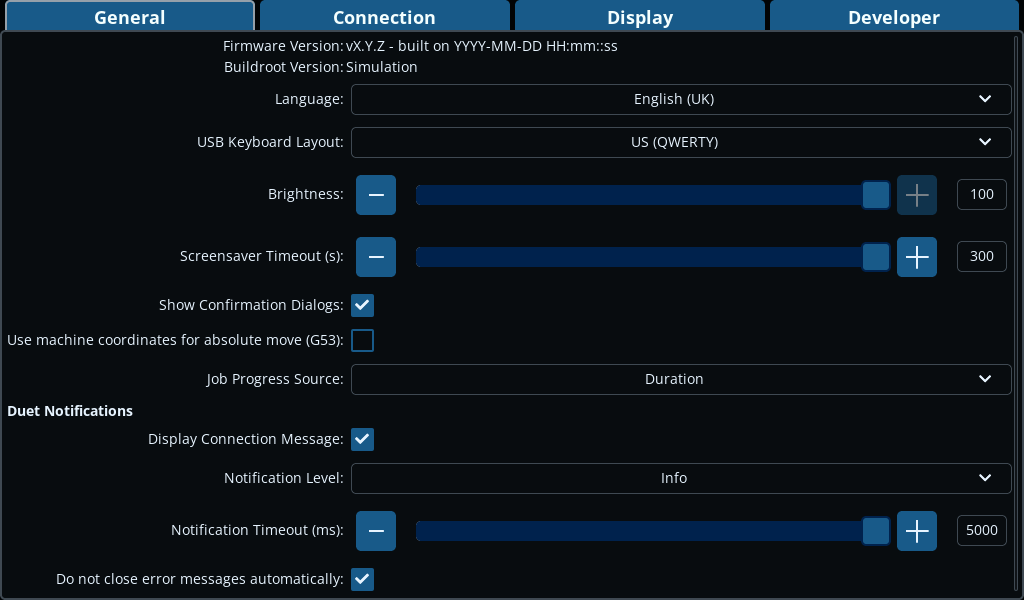 General Connection Display Developer
Firmware Version: vX.Y.Z - built on YYYY-MM-DD HH:mm::ss
Buildroot Version: Simulation
Language: English (UK)
USB Keyboard Layout: US (QWERTY)
Brightness: 100
Screensaver Timeout (s): 300
Show Confirmation Dialogs:
Use machine coordinates for absolute move (G53):
Job Progress Source: Duration
Duet Notifications
Display Connection Message:
Notification Level: Info
Notification Timeout (ms): 5000
Do not close error messages automatically: